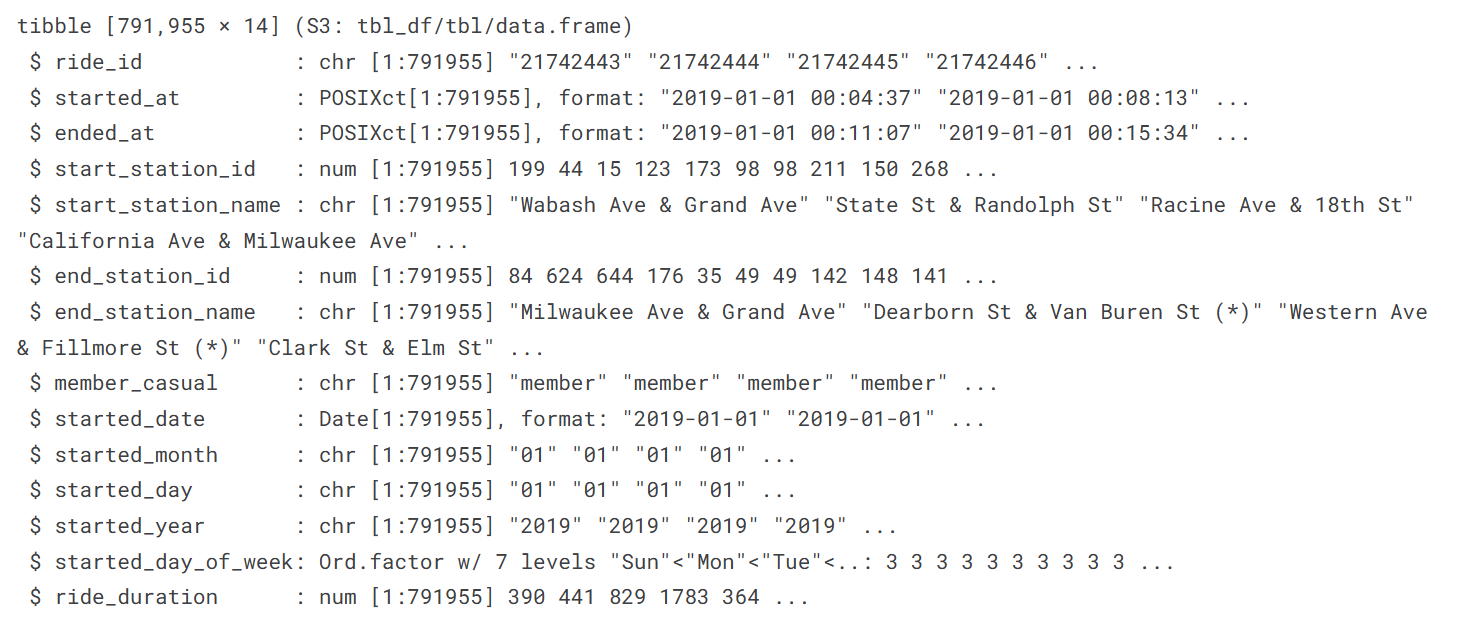 tibble [791,955 × 14] (S3: tbl_df/tbl/data.frame)
 $ ride_id            : chr [1:791955] "21742443" "21742444" "21742445" "21742446" ...
 $ started_at         : POSIXct[1:791955], format: "2019-01-01 00:04:37" "2019-01-01 00:08:13" ...
 $ ended_at           : POSIXct[1:791955], format: "2019-01-01 00:11:07" "2019-01-01 00:15:34" ...
 $ start_station_id   : num [1:791955] 199 44 15 123 173 98 98 211 150 268 ...
 $ start_station_name : chr [1:791955] "Wabash Ave & Grand Ave" "State St & Randolph St" "Racine Ave & 18th St"
"California Ave & Milwaukee Ave" ...
 $ end_station_id     : num [1:791955] 84 624 644 176 35 49 49 142 148 141 ...
 $ end_station_name   : chr [1:791955] "Milwaukee Ave & Grand Ave" "Dearborn St & Van Buren St (*)" "Western Ave
& Fillmore St (*)" "Clark St & Elm St" ...
 $ member_casual      : chr [1:791955] "member" "member" "member" "member" ...
 $ started_date       : Date[1:791955], format: "2019-01-01" "2019-01-01" ...
 $ started_month      : chr [1:791955] "01" "01" "01" "01" ...
 $ started_day        : chr [1:791955] "01" "01" "01" "01" ...
 $ started_year       : chr [1:791955] "2019" "2019" "2019" "2019" ...
 $ started_day_of_week: Ord.factor w/ 7 levels "Sun"<"Mon"<"Tue"<..: 3 3 3 3 3 3 3 3 3 3 ...
 $ ride_duration      : num [1:791955] 390 441 829 1783 364 ...